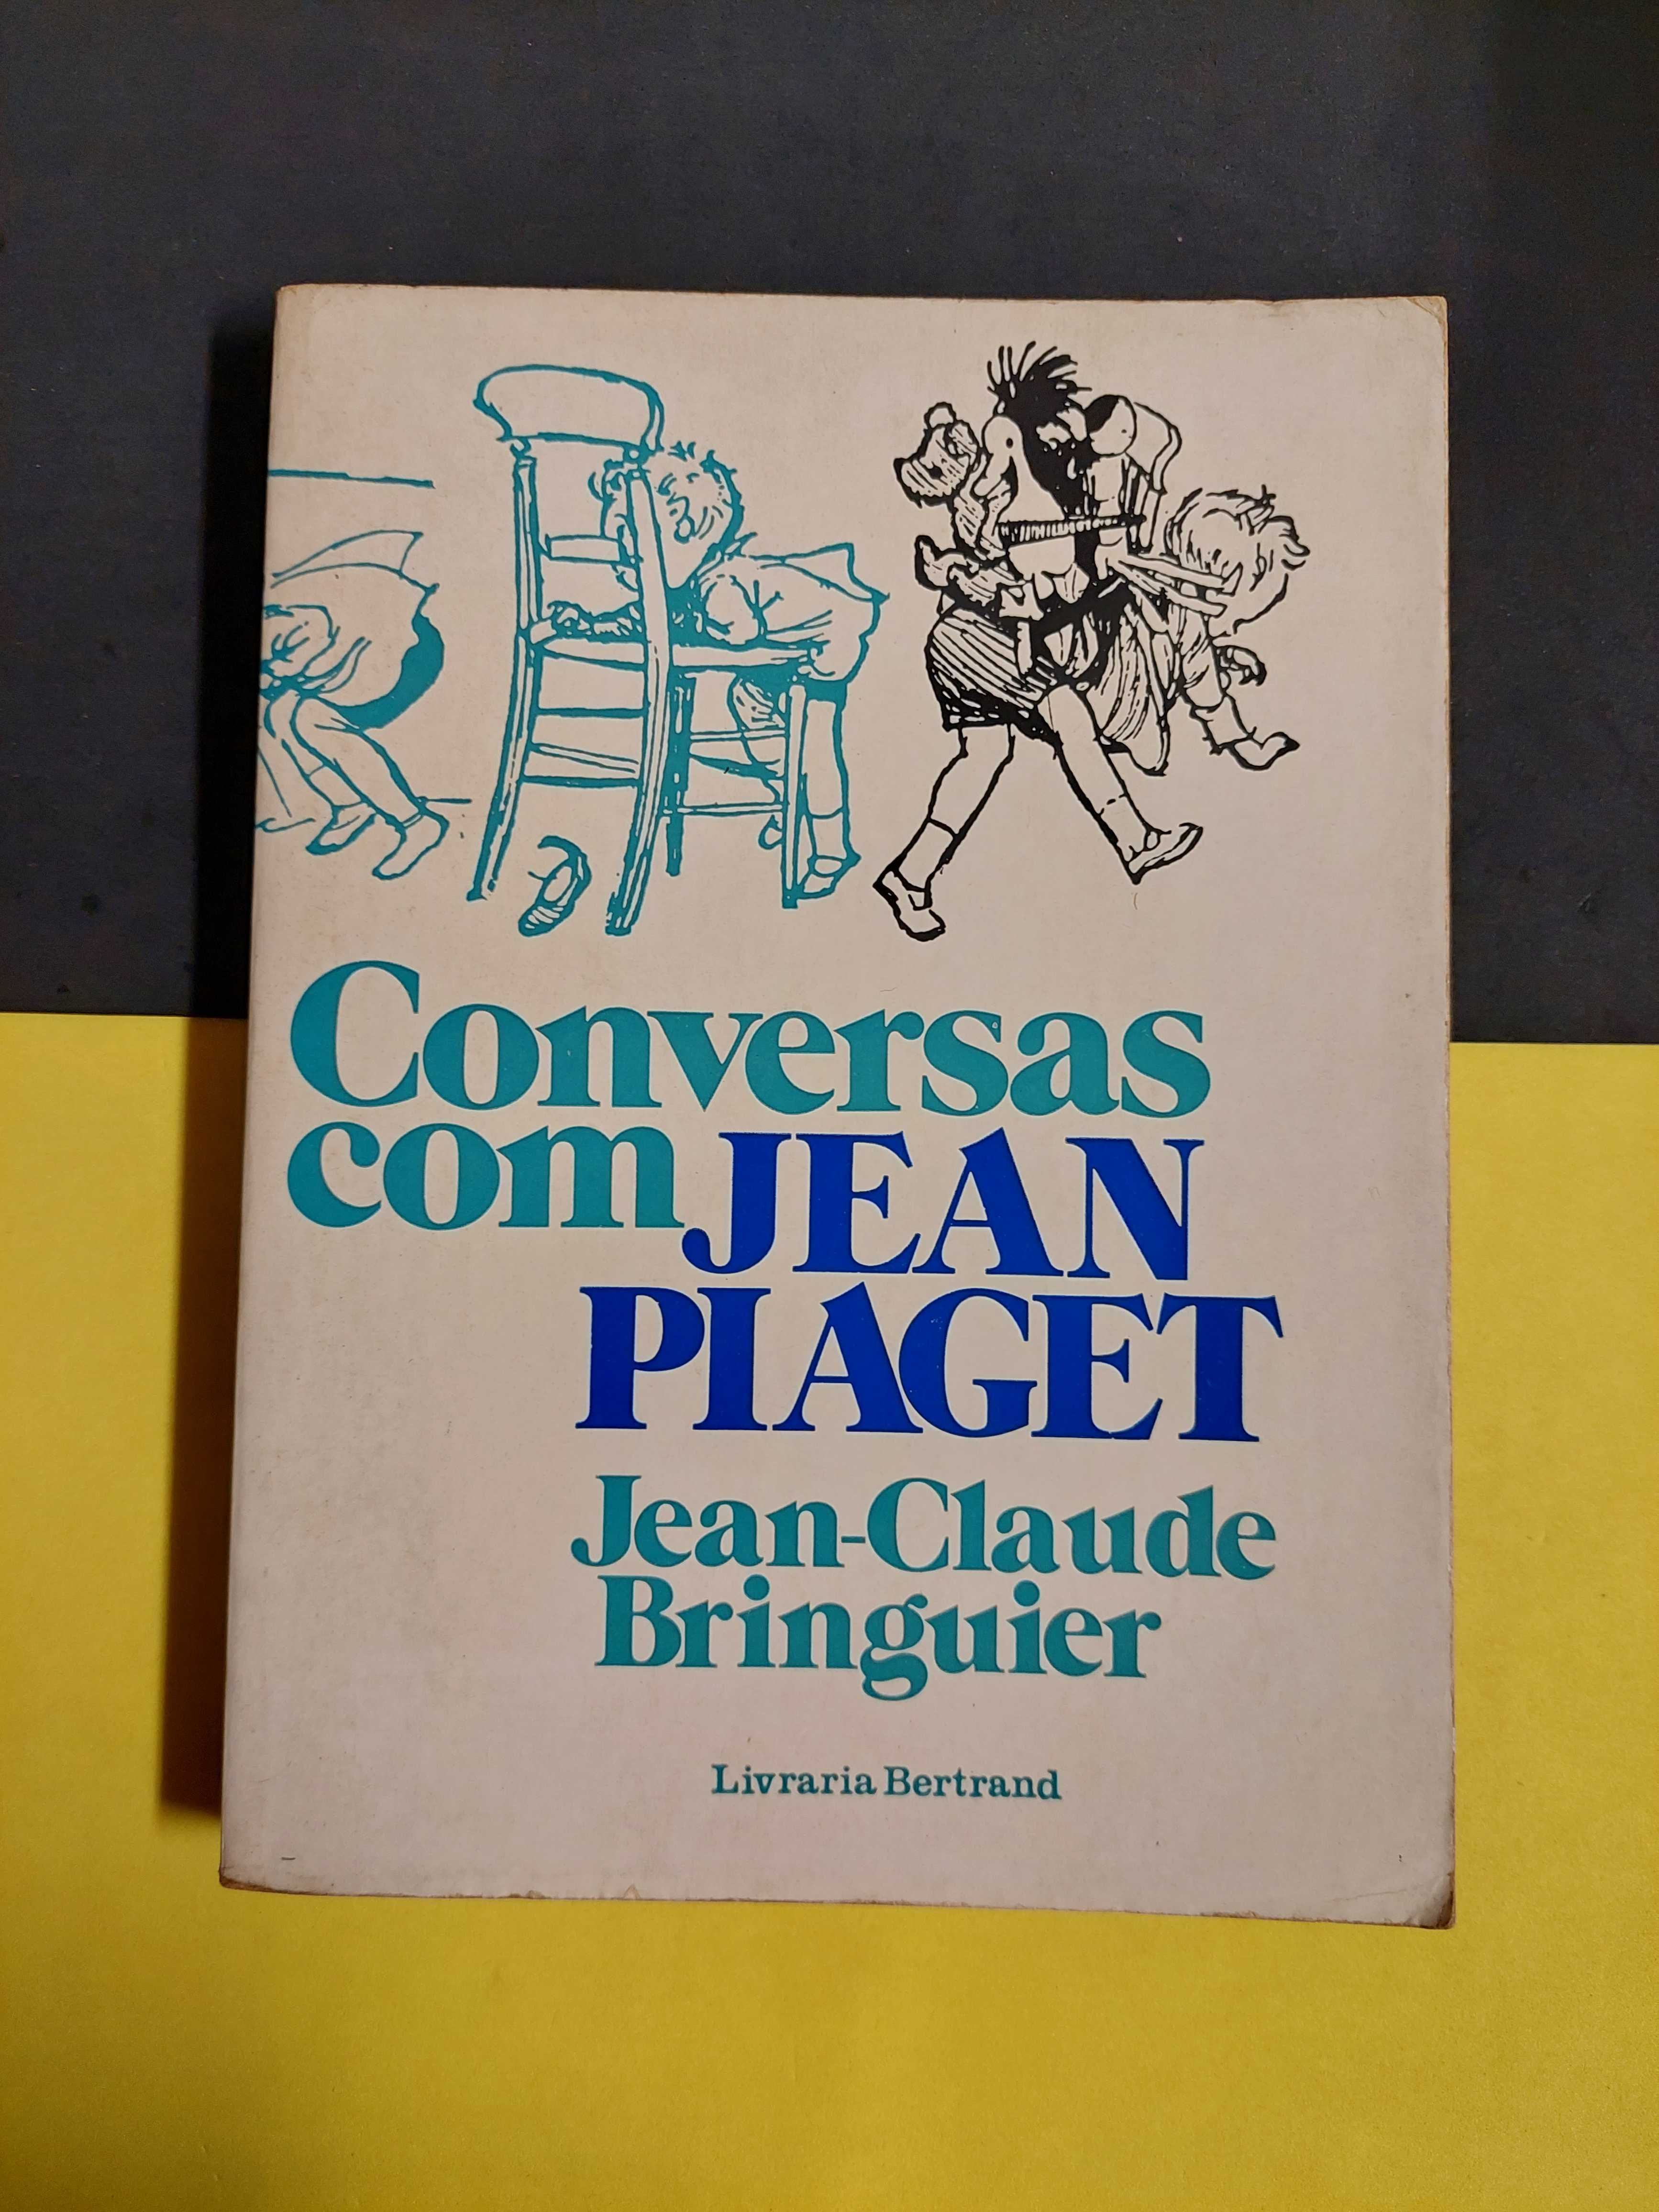 Conversas
com JEAN
PIAGET
Jean-Claude
Bringuier
Livraria Bertrand